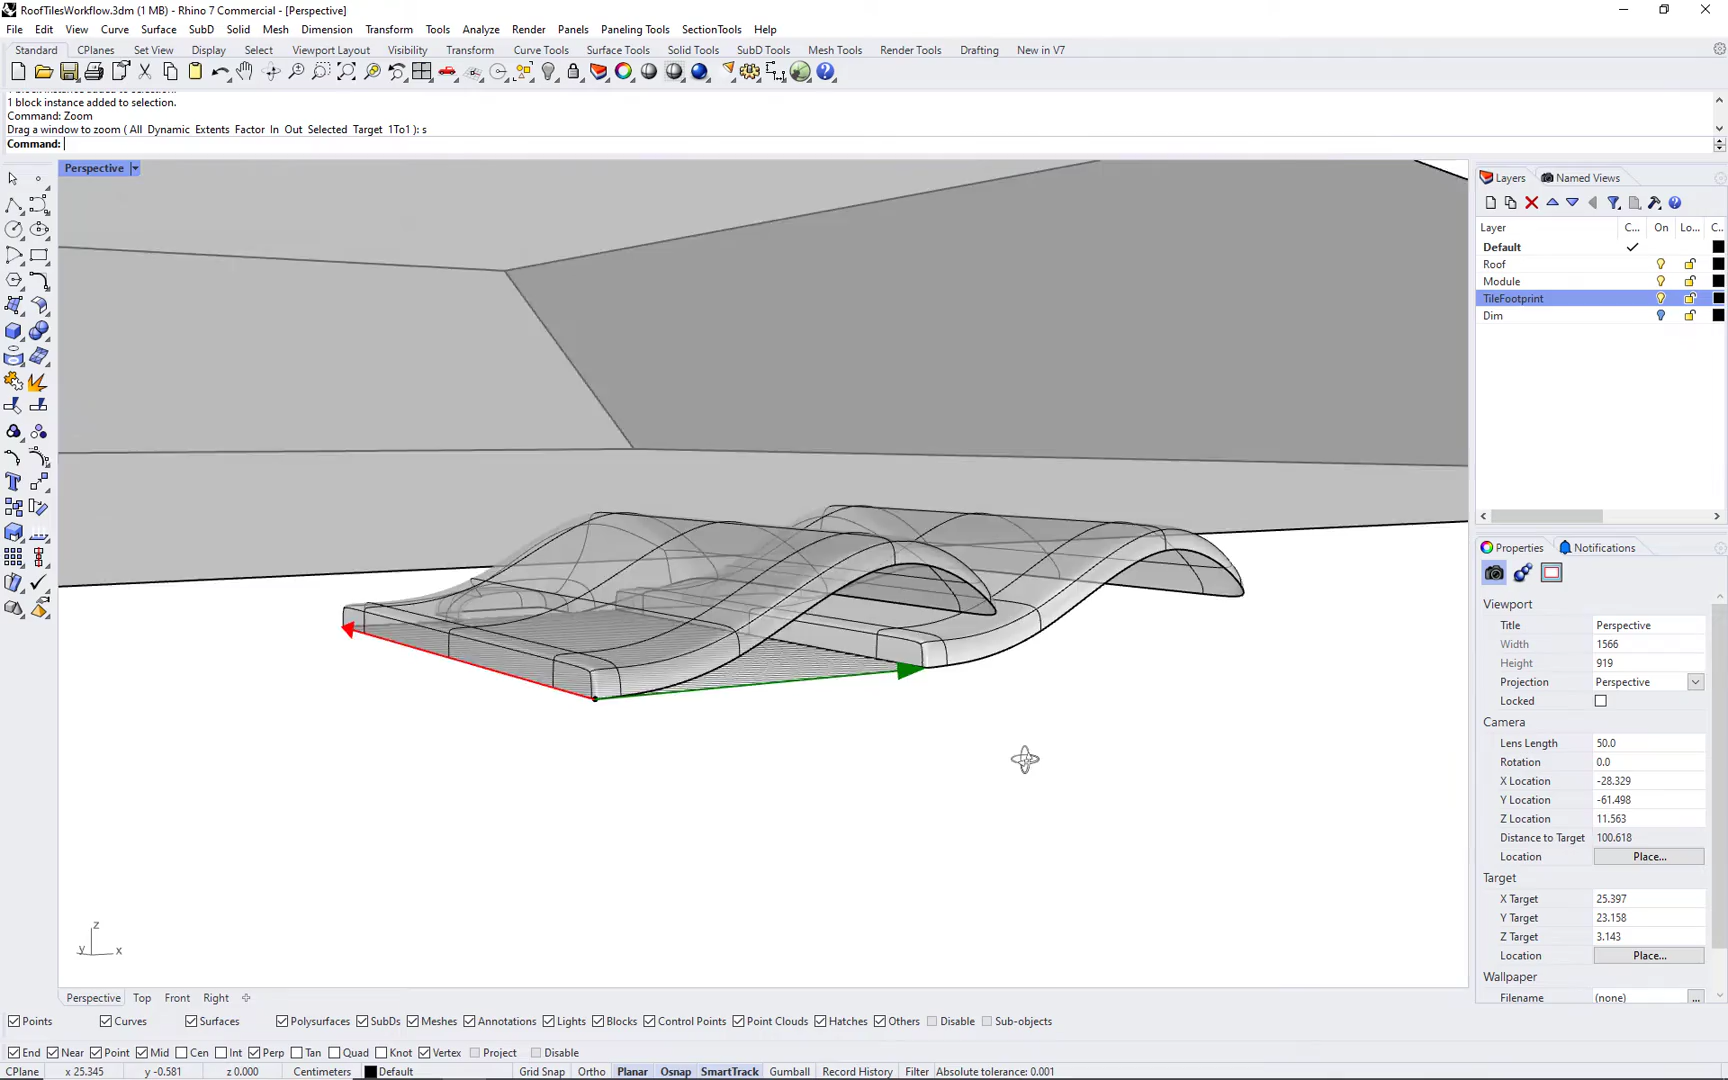 RoofTilesWorkflow.3dm (1 MB) - Rhino 7 Commercial - [Perspective]
File Edit View Curve Surface SubD Solid Mesh Dimension Transform Tools Analyze Render Panels Paneling Tools SectionTools Help
Standard CPlanes Set View Display Select Viewport Layout Visibility Transform Curve Tools Surface Tools Solid Tools SubD Tools Mesh Tools Render Tools Drafting New in V7
1 block instance added to selection.
Command: Zoom
Drag a window to zoom ( All Dynamic Extents Factor In Out Selected Target 1To1 ): s
Command:
Perspective
Layers Named Views
Layer C... On Lo... C.
Default
Roof
Module
TileFootprint
Dim
Properties Notifications
Viewport
Title Perspective
Width 1566
Height 919
Projection Perspective
Locked
Camera
Lens Length 50.0
Rotation 0.0
X Location -28.329
Y Location -61.498
Z Location 11.563
Distance to Target 100.618
Location Place...
Target
X Target 25.397
Y Target 23.158
Z Target 3.143
Location Place...
Wallpaper
Filename (none) ...
z
y x
Perspective Top Front Right
Points Curves Surfaces Polysurfaces SubDs Meshes Annotations Lights Blocks Control Points Point Clouds Hatches Others Disable Sub-objects
End Near Point Mid Cen Int Perp Tan Quad Knot Vertex Project Disable
CPlane x 25.345 y -0.581 z 0.000 Centimeters Default Grid Snap Ortho Planar Osnap SmartTrack Gumball Record History Filter Absolute tolerance: 0.001